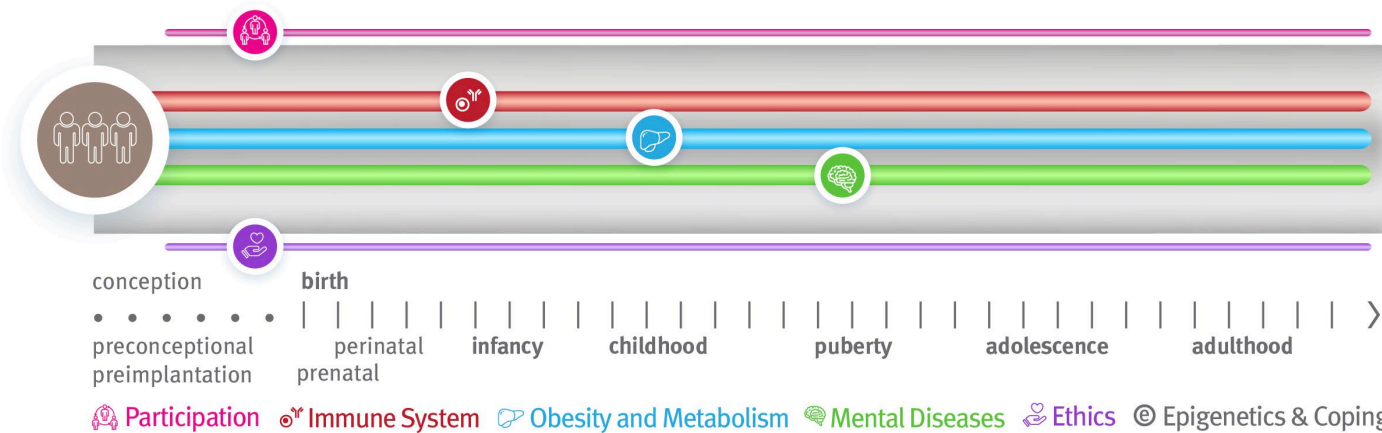 conception birth
preconceptional perinatal infancy childhood puberty adolescence adulthood
preimplantation prenatal
Participation Immune System Obesity and Metabolism Mental Diseases Ethics e Epigenetics & Coping